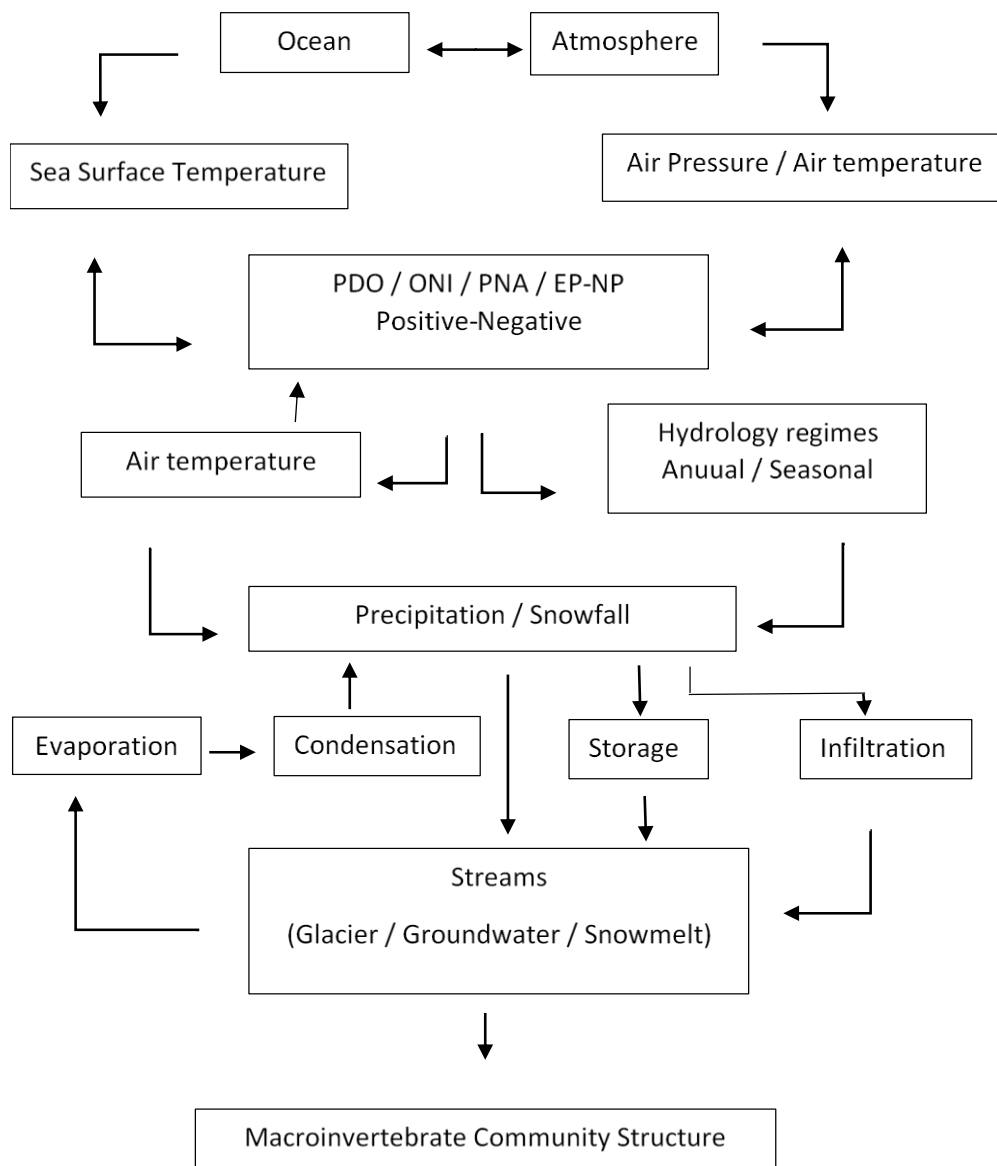 Ocean
Atmosphere
Sea Surface Temperature
Air Pressure / Air temperature
PDO / ONI / PNA / EP-NP
Positive-Negative
Air temperature
Hydrology regimes
Anuual / Seasonal
Precipitation / Snowfall
Evaporation
Condensation
Storage
Infiltration
Streams
(Glacier / Groundwater / Snowmelt)
Macroinvertebrate Community Structure